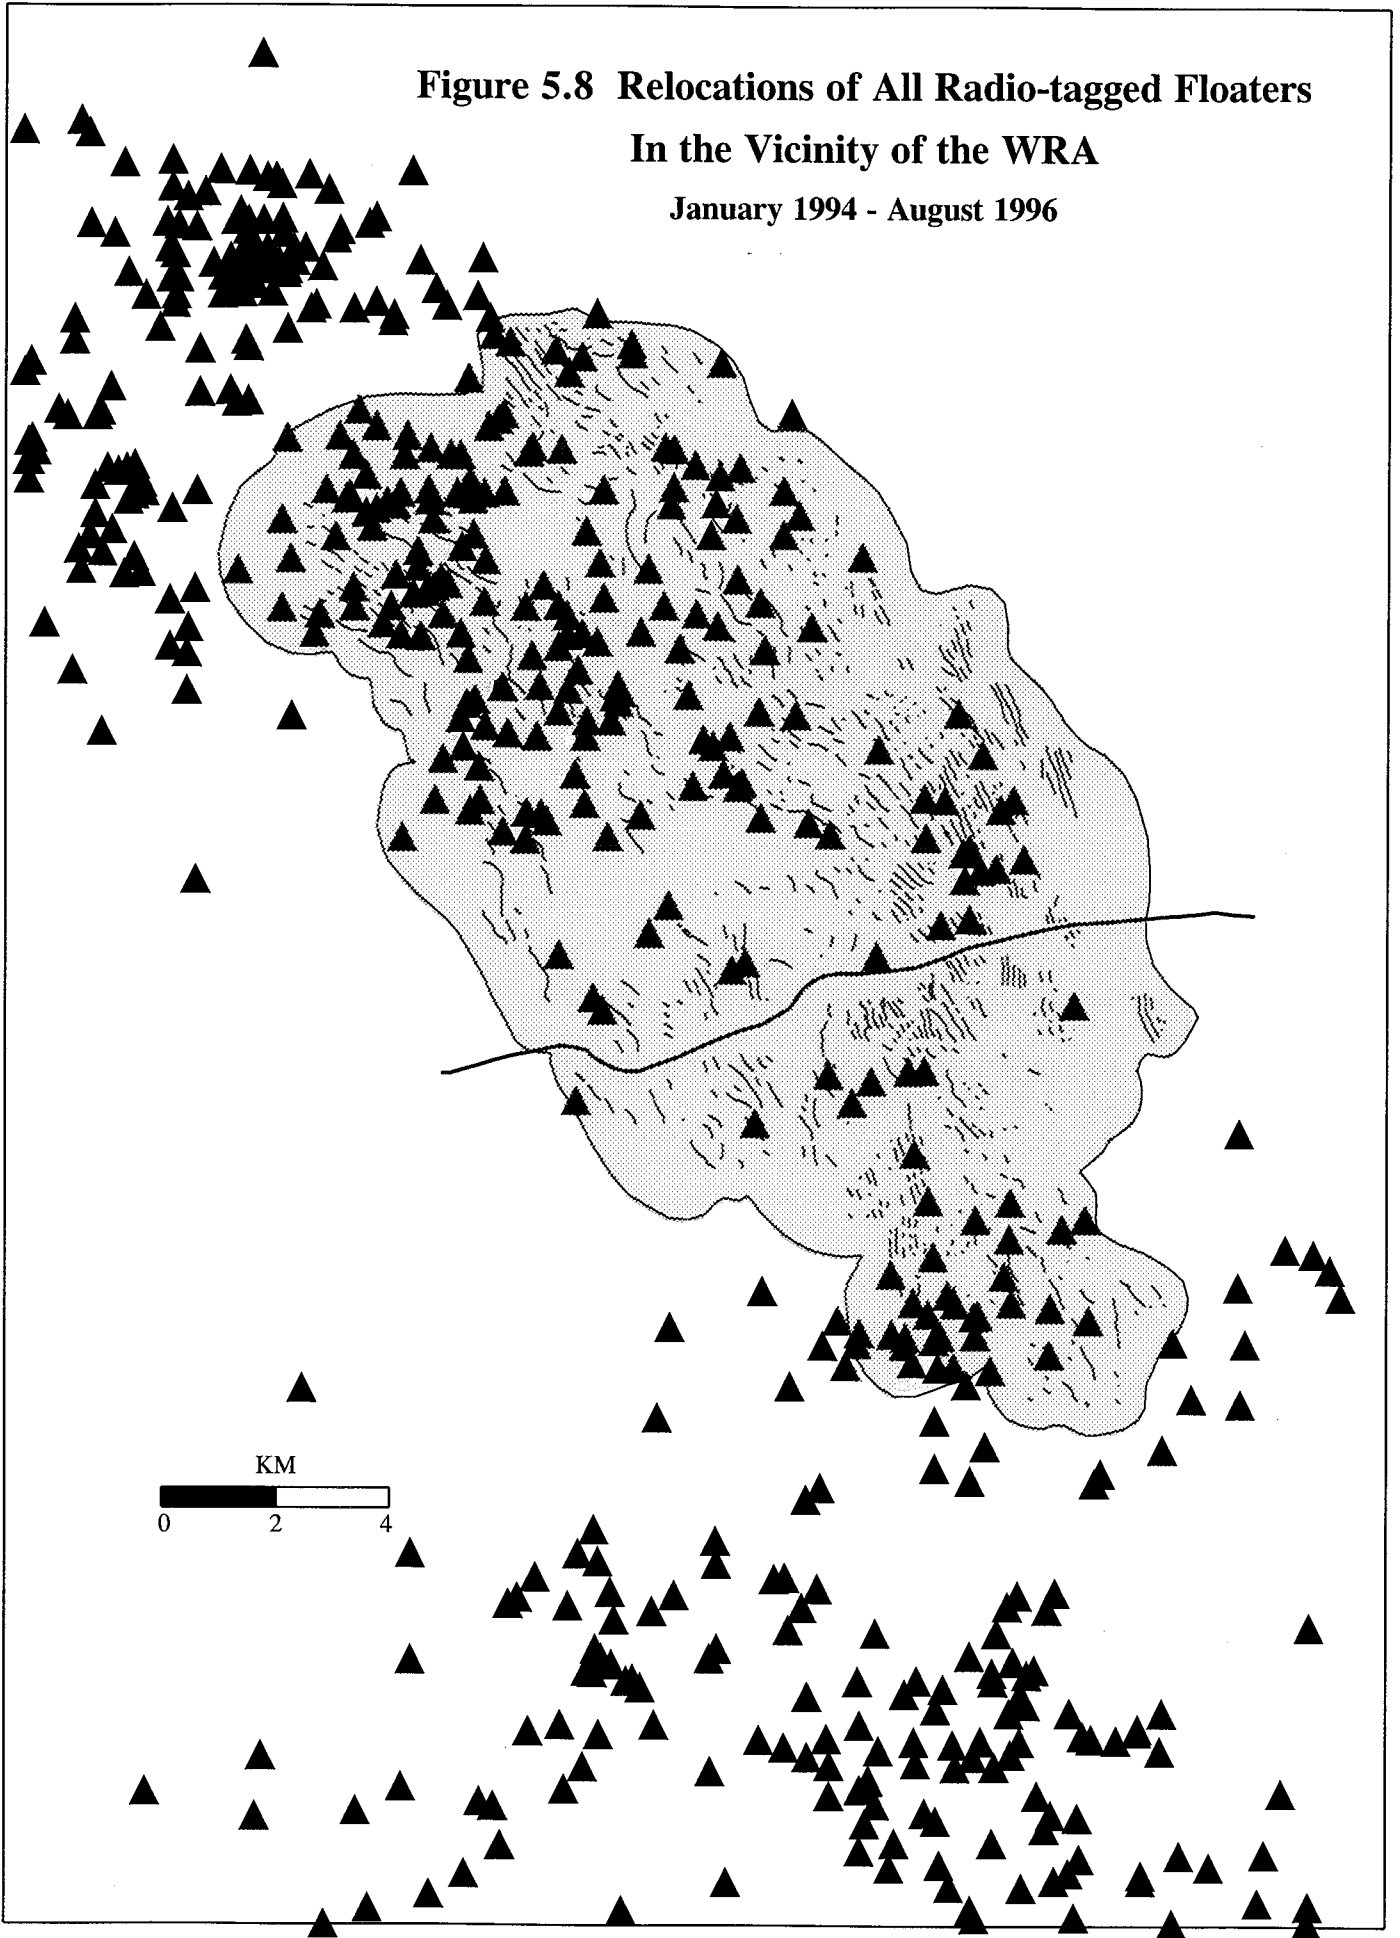 Figure 5.8 Relocations of All Radio-tagged Floaters
In the Vicinity of the WRA
January 1994 - August 1996
KM
0 2 4